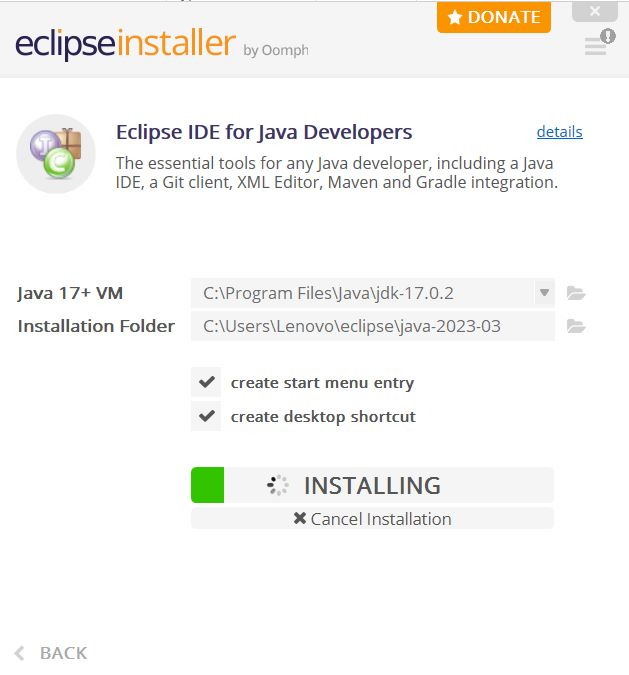 DONATE
eclipseinstaller by Oomph
Eclipse IDE for Java Developers details
The essential tools for any Java developer, including a Java
IDE, a Git client, XML Editor, Maven and Gradle integration.
Java 17+ VM C:\Program Files\Java\jdk-17.0.2
Installation Folder C:\Users\Lenovo\eclipse\java-2023-03
create start menu entry
create desktop shortcut
INSTALLING
Cancel Installation
BACK